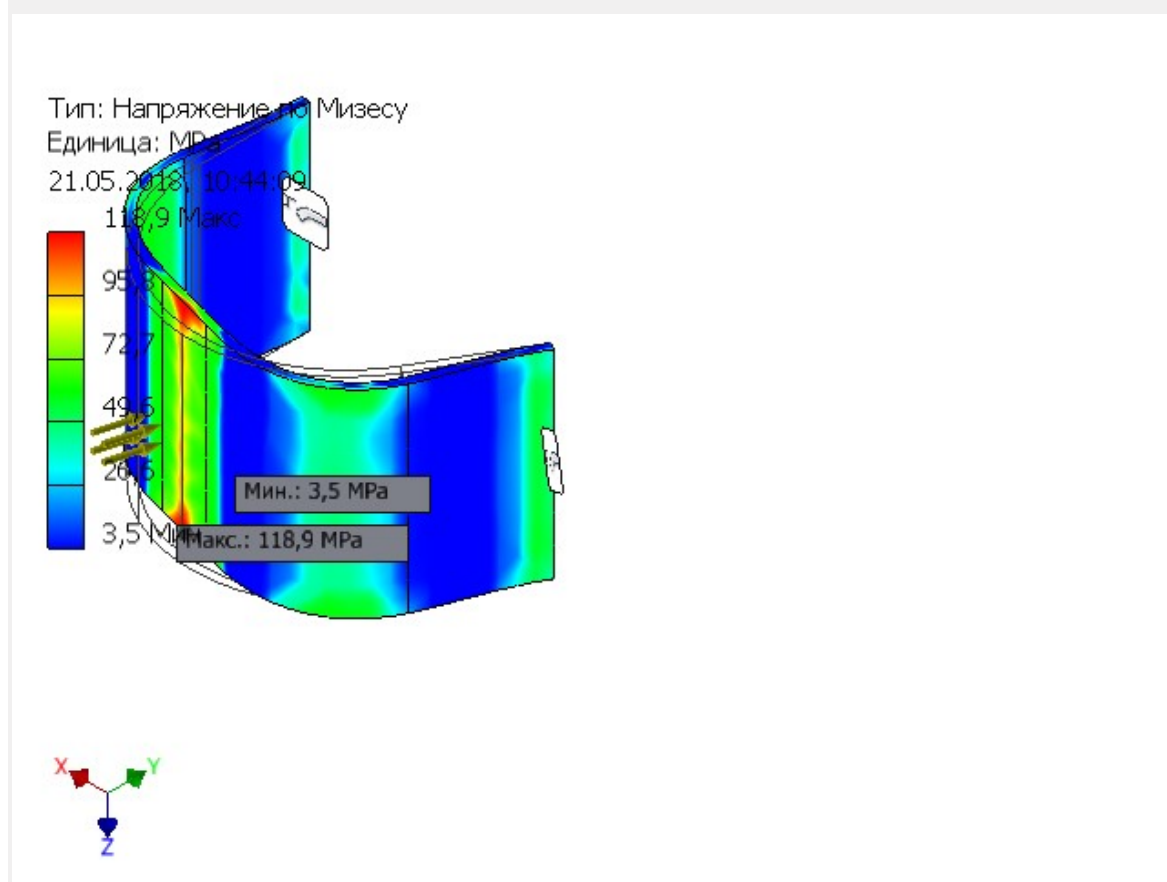 Тип: Напряжение по Мизесу
Единица: MPa
21.05.2018, 10:44:09
118,9 Макс
95,8
72,7
49,6
26,5
3,5 Мин
Мин.: 3,5 MPa
Макс.: 118,9 MPa
X
Y
Z